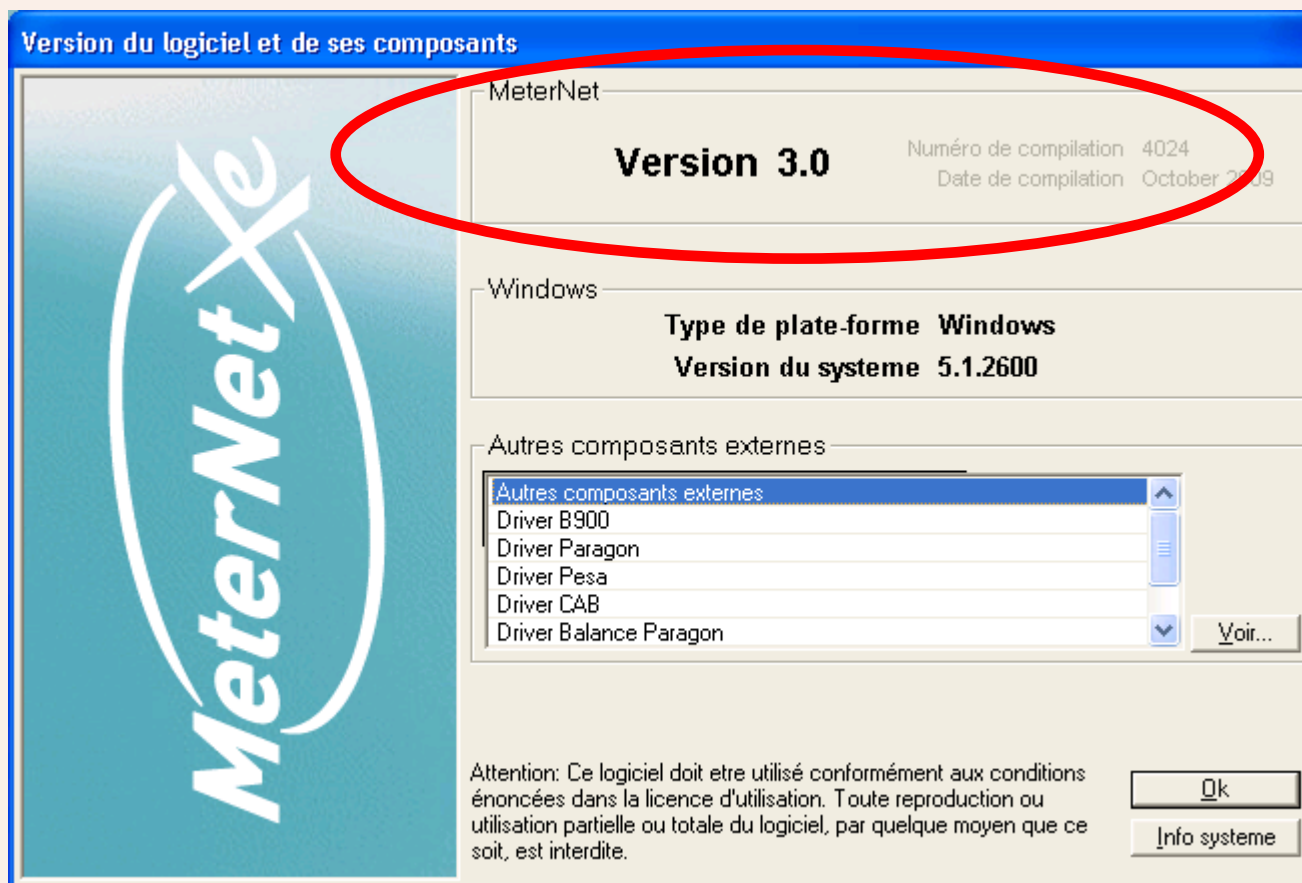 Version du logiciel et de ses composants
MeterNet Xe
MeterNet
Version 3.0
Numéro de compilation 4024
Date de compilation October 2009
Windows
Type de plate-forme Windows
Version du systeme 5.1.2600
Autres composants externes
Autres composants externes
Driver B900
Driver Paragon
Driver Pesa
Driver CAB
Driver Balance Paragon
Voir...
Attention: Ce logiciel doit etre utilisé conformément aux conditions
énoncées dans la licence d'utilisation. Toute reproduction ou
utilisation partielle ou totale du logiciel, par quelque moyen que ce
soit, est interdite.
Ok
Info systeme